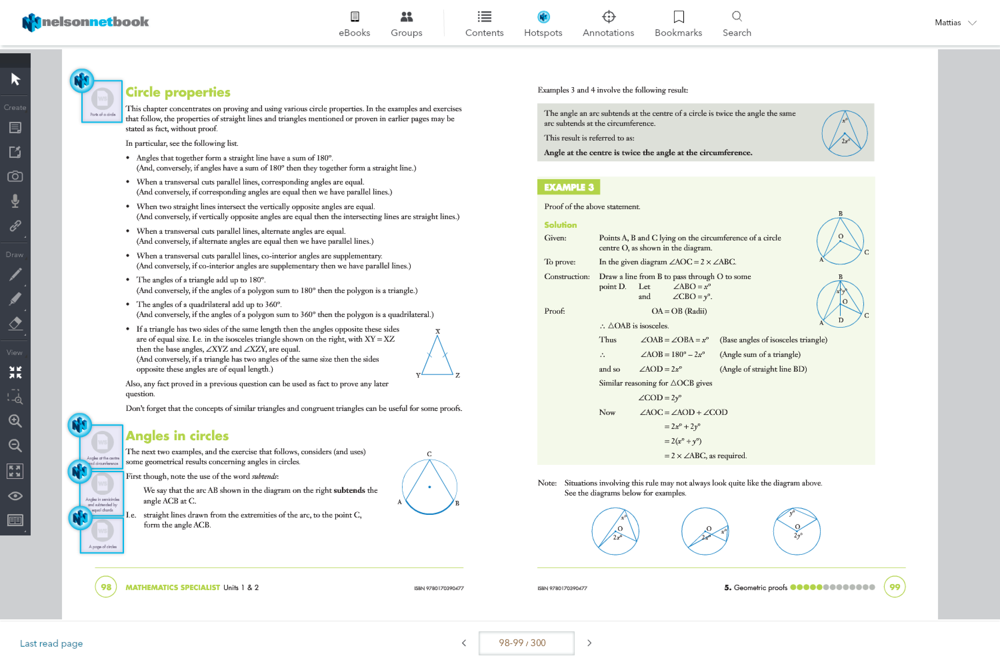 nelsonnetbook
eBooks
Groups
Contents
Hotspots
Annotations
Bookmarks
Search
Mattias
Create
Draw
View
WS
Parts of a circle
Circle properties
This chapter concentrates on proving and using various circle properties. In the examples and exercises
that follow, the properties of straight lines and triangles mentioned or proven in earlier pages may be
stated as fact, without proof.
In particular, see the following list.
• Angles that together form a straight line have a sum of 180°.
(And, conversely, if angles have a sum of 180° then they together form a straight line.)
• When a transversal cuts parallel lines, corresponding angles are equal.
(And conversely, if corresponding angles are equal then we have parallel lines.)
• When two straight lines intersect the vertically opposite angles are equal.
(And conversely, if vertically opposite angles are equal then the intersecting lines are straight lines.)
• When a transversal cuts parallel lines, alternate angles are equal.
(And conversely, if alternate angles are equal then we have parallel lines.)
• When a transversal cuts parallel lines, co-interior angles are supplementary.
(And conversely, if co-interior angles are supplementary then we have parallel lines.)
• The angles of a triangle add up to 180°.
(And conversely, if the angles of a polygon sum to 180° then the polygon is a triangle.)
• The angles of a quadrilateral add up to 360°.
(And conversely, if the angles of a polygon sum to 360° then the polygon is a quadrilateral.)
• If a triangle has two sides of the same length then the angles opposite these sides
are of equal size. I.e. in the isosceles triangle shown on the right, with XY = XZ
then the base angles, ∠XYZ and ∠XZY, are equal.
(And conversely, if a triangle has two angles of the same size then the sides
opposite these angles are of equal length.)
X
Y
Z
Also, any fact proved in a previous question can be used as fact to prove any later
question.
Don't forget that the concepts of similar triangles and congruent triangles can be useful for some proofs.
WS
Angles at the centre
and circumference
WS
Angles in semicircles
and subtended by
equal chords
WS
A page of circles
Angles in circles
The next two examples, and the exercise that follows, considers (and uses)
some geometrical results concerning angles in circles.
First though, note the use of the word subtends:
We say that the arc AB shown in the diagram on the right subtends the
angle ACB at C.
I.e. straight lines drawn from the extremities of the arc, to the point C,
form the angle ACB.
C
A
B
98 MATHEMATICS SPECIALIST Units 1 & 2
ISBN 9780170390477
Examples 3 and 4 involve the following result:
The angle an arc subtends at the centre of a circle is twice the angle the same
arc subtends at the circumference.
This result is referred to as:
Angle at the centre is twice the angle at the circumference.
x°
2x°
EXAMPLE 3
Proof of the above statement.
Solution
Given: Points A, B and C lying on the circumference of a circle
centre O, as shown in the diagram.
To prove: In the given diagram ∠AOC = 2 × ∠ABC.
B
O
A
C
Construction: Draw a line from B to pass through O to some
point D. Let ∠ABO = x°
and ∠CBO = y°.
B
x° y°
O
A
D
C
Proof: OA = OB (Radii)
∴ △OAB is isosceles.
Thus ∠OAB = ∠OBA = x° (Base angles of isosceles triangle)
∴ ∠AOB = 180° – 2x° (Angle sum of a triangle)
and so ∠AOD = 2x° (Angle of straight line BD)
Similar reasoning for △OCB gives
∠COD = 2y°
Now ∠AOC = ∠AOD + ∠COD
= 2x° + 2y°
= 2(x° + y°)
= 2 × ∠ABC, as required.
Note: Situations involving this rule may not always look quite like the diagram above.
See the diagrams below for examples.
x°
O
2x°
O
x°
2x°
y°
O
2y°
ISBN 9780170390477
5. Geometric proofs 99
Last read page
98-99 / 300